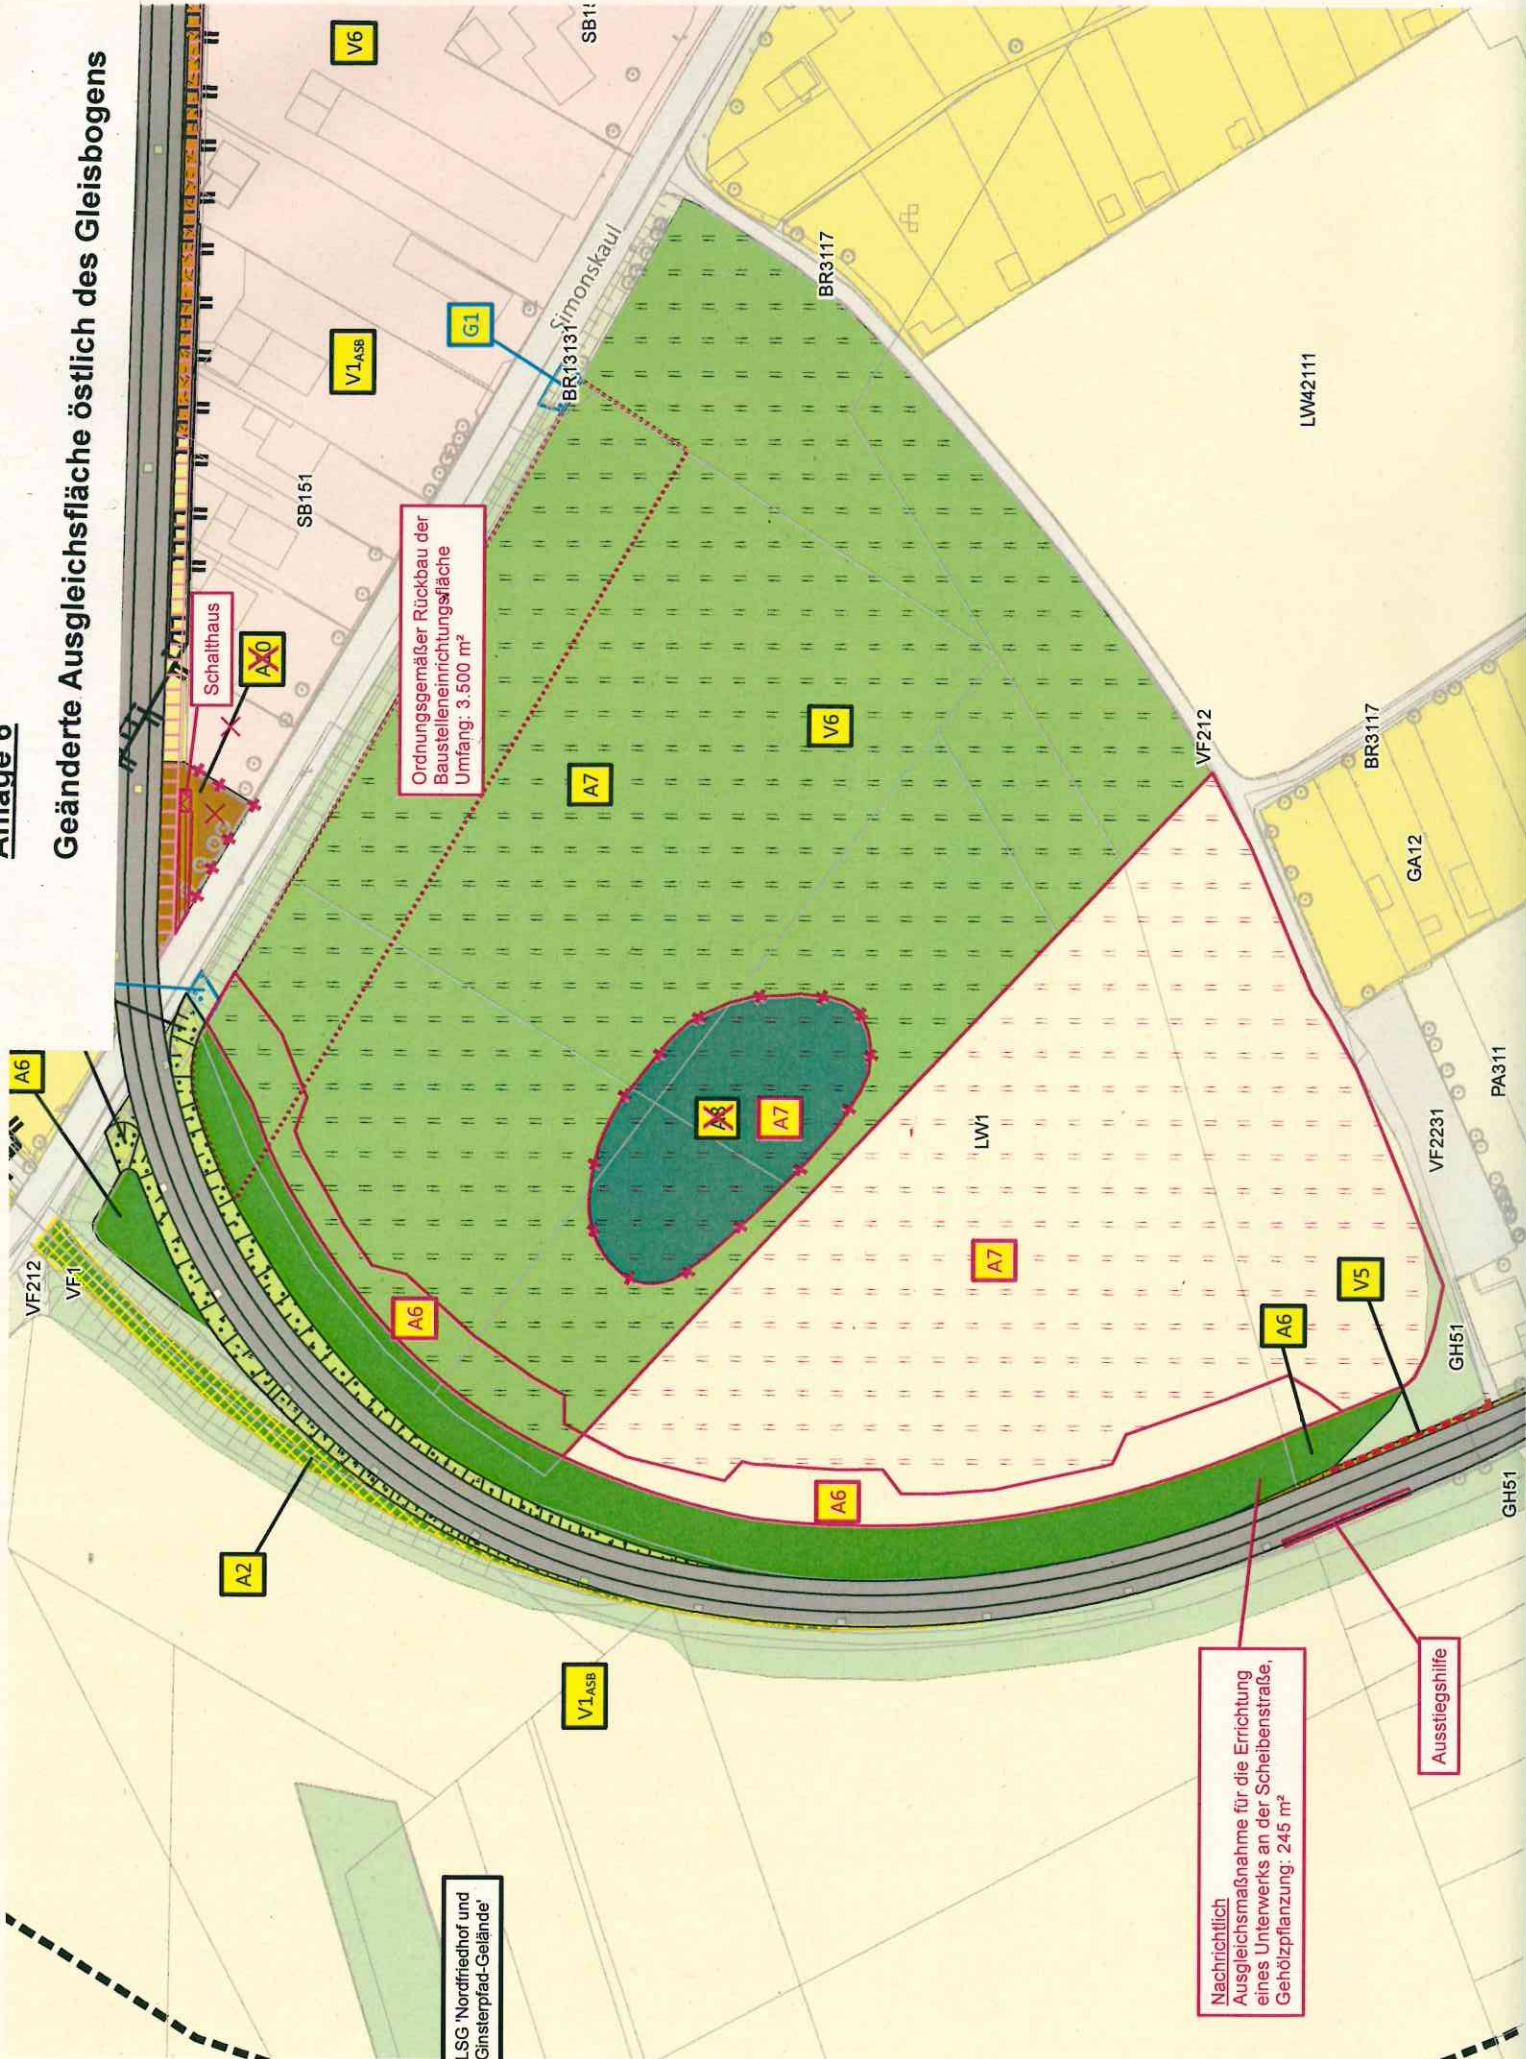 Anlage 6
Geänderte Ausgleichsfläche östlich des Gleisbogens
V6
V1ASB
G1
SB151
Simonskaul
BR13131
BR3117
LW42111
Schalthaus
A10
Ordnungsgemäßer Rückbau der
Baustelleneinrichtungsfläche
Umfang: 3.500 m²
A7
V6
VF212
BR3117
GA12
A6
A8
A7
LW1
VF2231
PA311
VF212
VF1
A6
A7
A6
V5
GH51
A2
A6
GH51
V1ASB
LSG 'Nordfriedhof und
Ginsterpfad-Gelände'
Nachrichtlich
Ausgleichsmaßnahme für die Errichtung
eines Unterwerks an der Scheibenstraße,
Gehölzpflanzung: 245 m²
Ausstiegshilfe